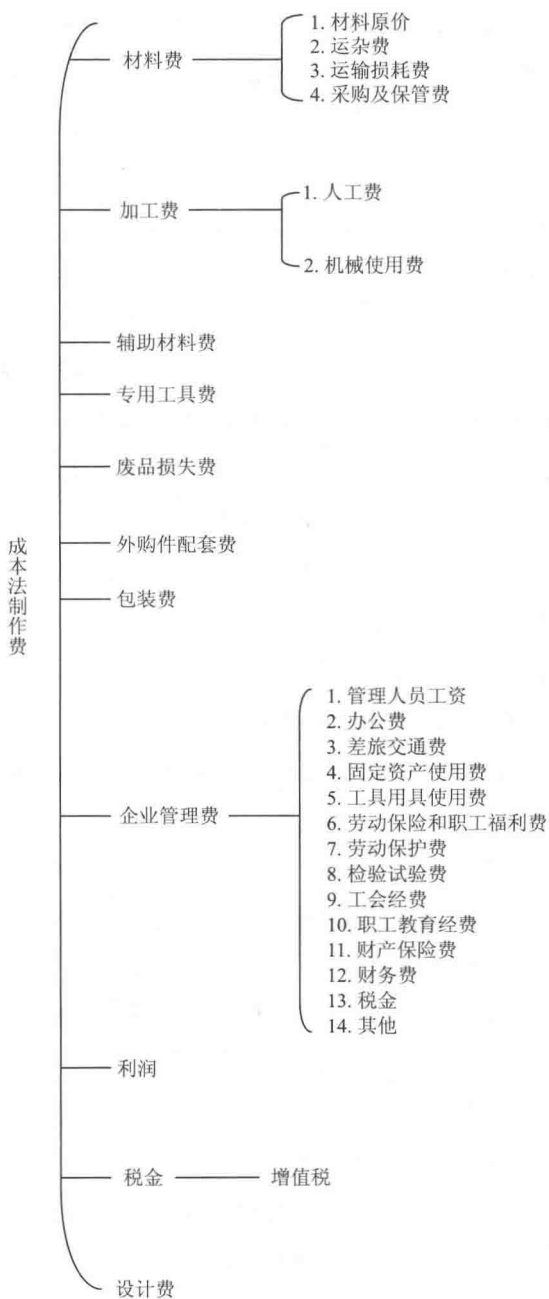 成本法制作费
材料费
1. 材料原价
2. 运杂费
3. 运输损耗费
4. 采购及保管费
加工费
1. 人工费
2. 机械使用费
辅助材料费
专用工具费
废品损失费
外购件配套费
包装费
企业管理费
1. 管理人员工资
2. 办公费
3. 差旅交通费
4. 固定资产使用费
5. 工具用具使用费
6. 劳动保险和职工福利费
7. 劳动保护费
8. 检验试验费
9. 工会经费
10. 职工教育经费
11. 财产保险费
12. 财务费
13. 税金
14. 其他
利润
税金
增值税
设计费